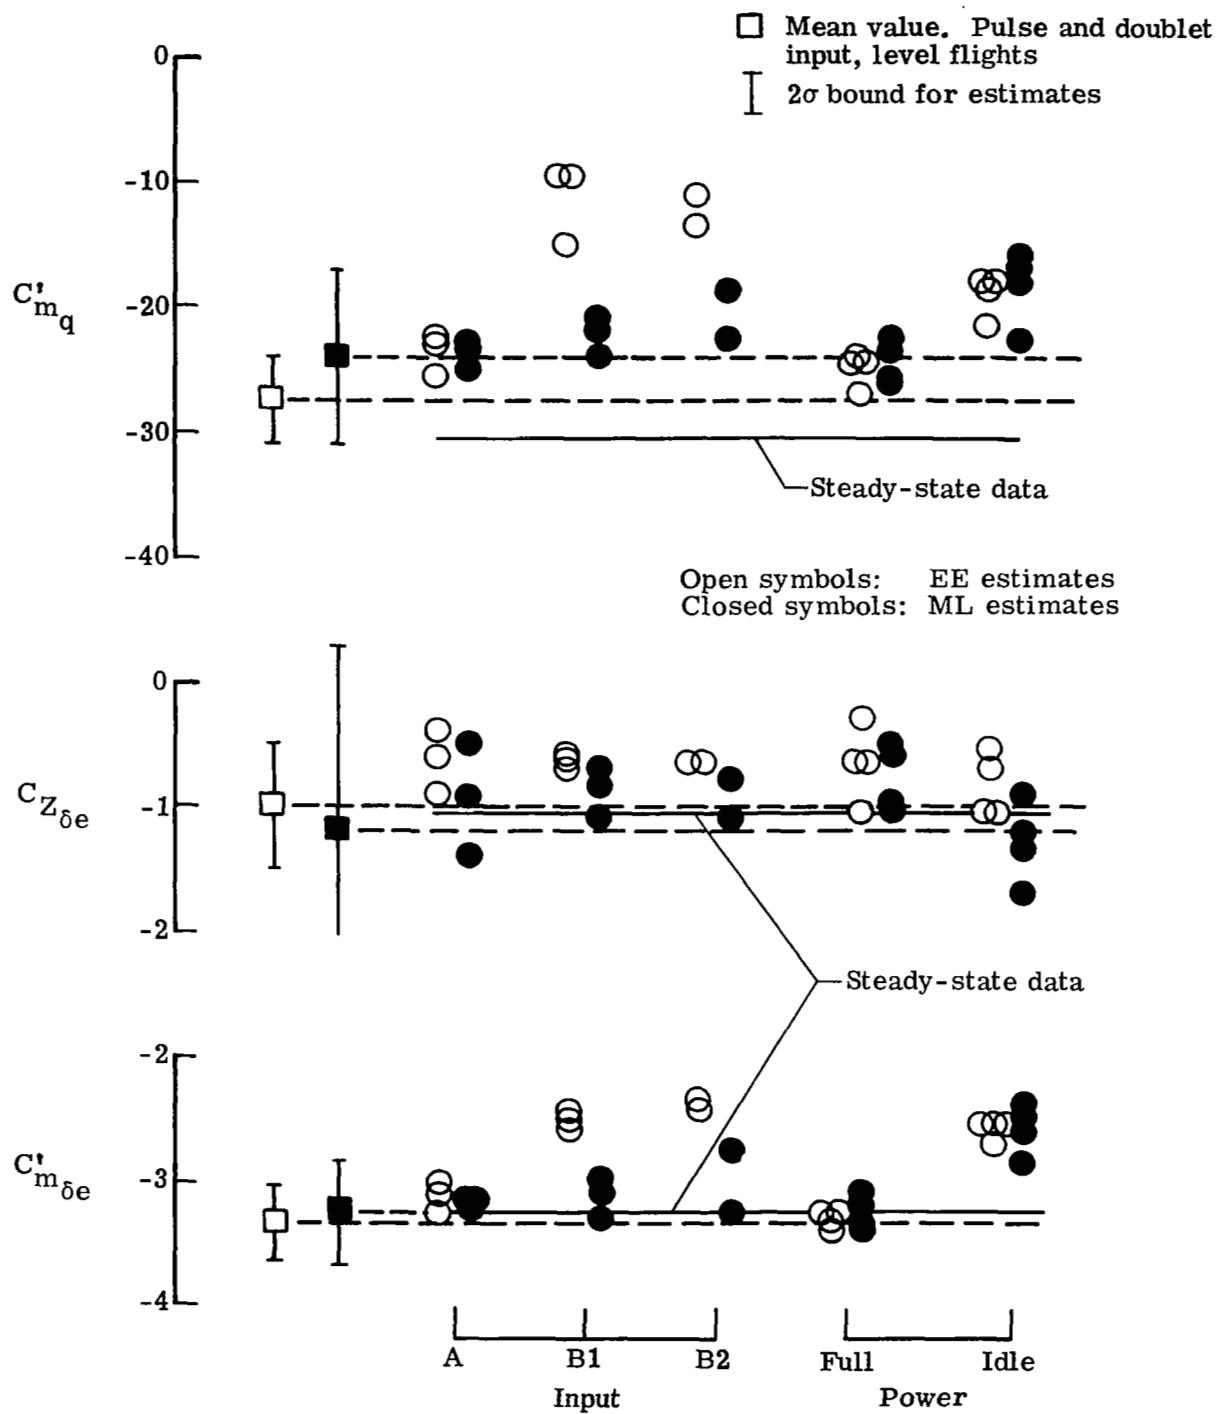 Mean value. Pulse and doublet
input, level flights
2σ bound for estimates
0
-10
-20
-30
-40
C'mq
Steady-state data
Open symbols: EE estimates
Closed symbols: ML estimates
0
-1
-2
CZδe
Steady-state data
-2
-3
-4
C'mδe
A B1 B2 Full Idle
Input Power